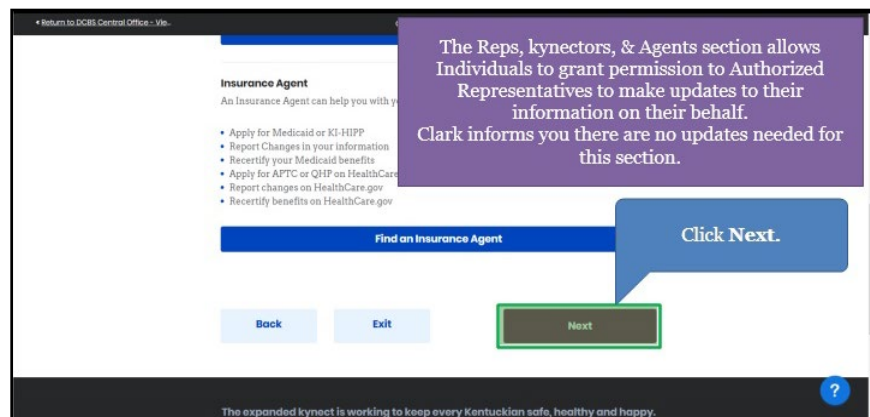 ◂ Return to DCBS Central Office - Vie..
The Reps, kynectors, & Agents section allows
Individuals to grant permission to Authorized
Representatives to make updates to their
information on their behalf.
Clark informs you there are no updates needed for
this section.
Insurance Agent
An Insurance Agent can help you with
• Apply for Medicaid or KI-HIPP
• Report Changes in your information
• Recertify your Medicaid benefits
• Apply for APTC or QHP on HealthCare
• Report changes on HealthCare.gov
• Recertify benefits on HealthCare.gov
Find an Insurance Agent
Click Next.
Back
Exit
Next
?
The expanded kynect is working to keep every Kentuckian safe, healthy and happy.